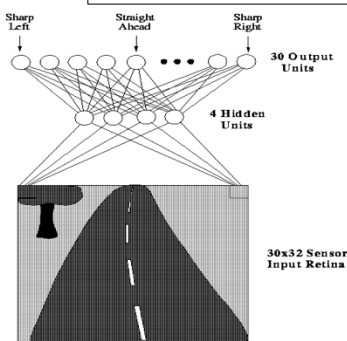 Sharp Left
Straight Ahead
Sharp Right
30 Output Units
4 Hidden Units
30x32 Sensor Input Retina